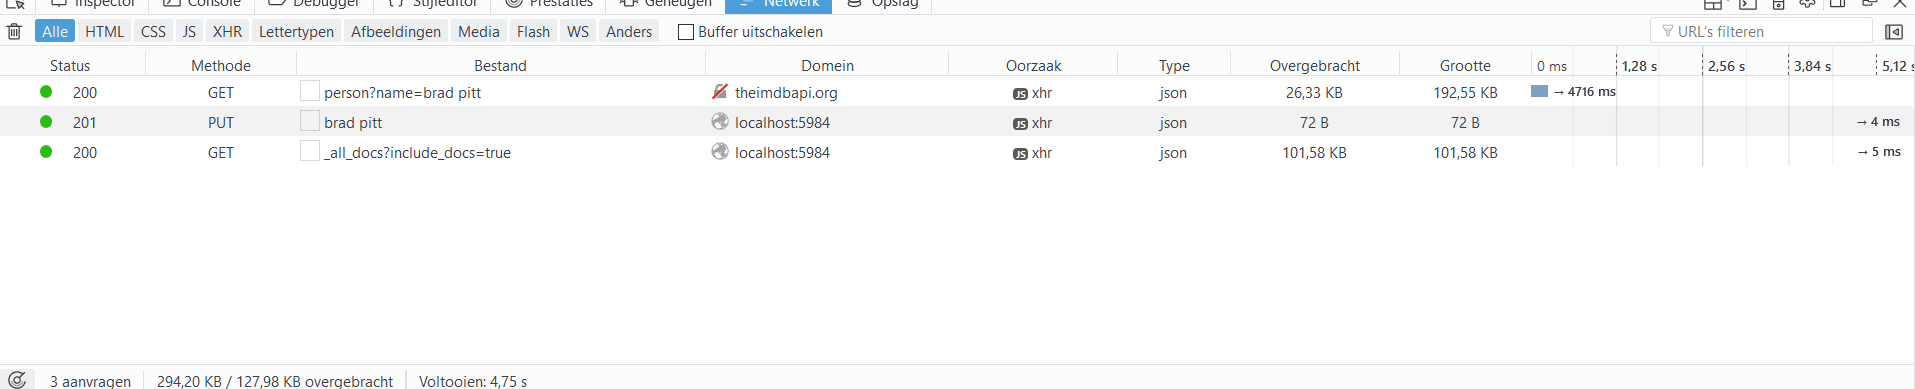 Inspector Console Debugger Stijleditor Prestaties Geheugen Netwerk Opslag
Alle HTML CSS JS XHR Lettertypen Afbeeldingen Media Flash WS Anders Buffer uitschakelen URL's filteren
Status Methode Bestand Domein Oorzaak Type Overgebracht Grootte 0 ms 1,28 s 2,56 s 3,84 s 5,12 s
200 GET person?name=brad pitt theimdbapi.org JS xhr json 26,33 KB 192,55 KB → 4716 ms
201 PUT brad pitt localhost:5984 JS xhr json 72 B 72 B → 4 ms
200 GET _all_docs?include_docs=true localhost:5984 JS xhr json 101,58 KB 101,58 KB → 5 ms
3 aanvragen 294,20 KB / 127,98 KB overgebracht Voltooien: 4,75 s